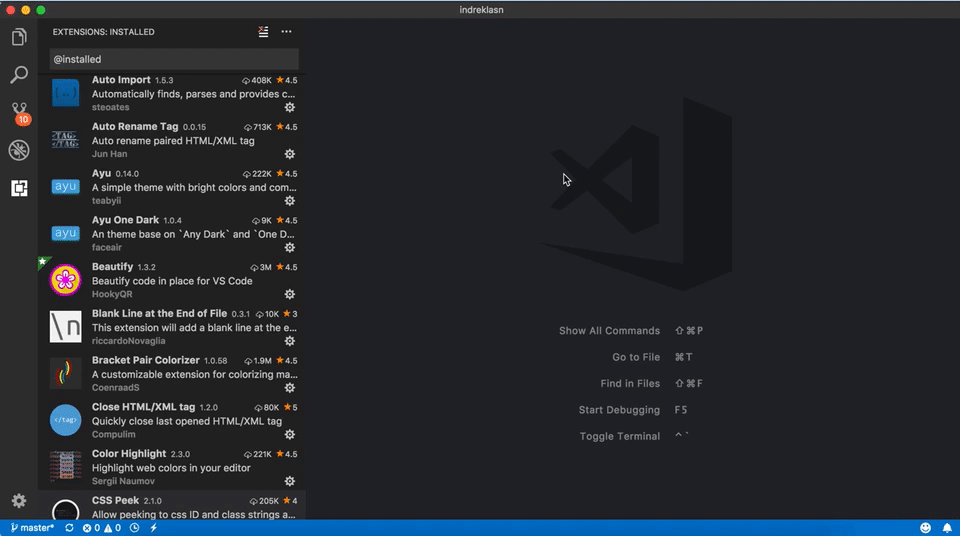 indreklasn
EXTENSIONS: INSTALLED
@installed
Auto Import 1.5.3 408K 4.5
Automatically finds, parses and provides c...
steoates
<TAG>
</TAG>
Auto Rename Tag 0.0.15 713K 4.5
Auto rename paired HTML/XML tag
Jun Han
ayu
Ayu 0.14.0 222K 4.5
A simple theme with bright colors and com...
teabyii
ayu
Ayu One Dark 1.0.4 9K 4.5
An theme base on `Any Dark` and `One D...
faceair
Beautify 1.3.2 3M 4.5
Beautify code in place for VS Code
HookyQR
\n
Blank Line at the End of File 0.3.1 10K 3
This extension will add a blank line at the e...
riccardoNovaglia
Bracket Pair Colorizer 1.0.58 1.9M 4.5
A customizable extension for colorizing ma...
CoenraadS
</tag>
Close HTML/XML tag 1.2.0 80K 5
Quickly close last opened HTML/XML tag
Compulim
Color Highlight 2.3.0 221K 4.5
Highlight web colors in your editor
Sergii Naumov
CSS Peek 2.1.0 205K 4
Allow peeking to css ID and class strings a...
10
Show All Commands ⇧⌘P
Go to File ⌘T
Find in Files ⇧⌘F
Start Debugging F5
Toggle Terminal ⌃`
master* 0 0